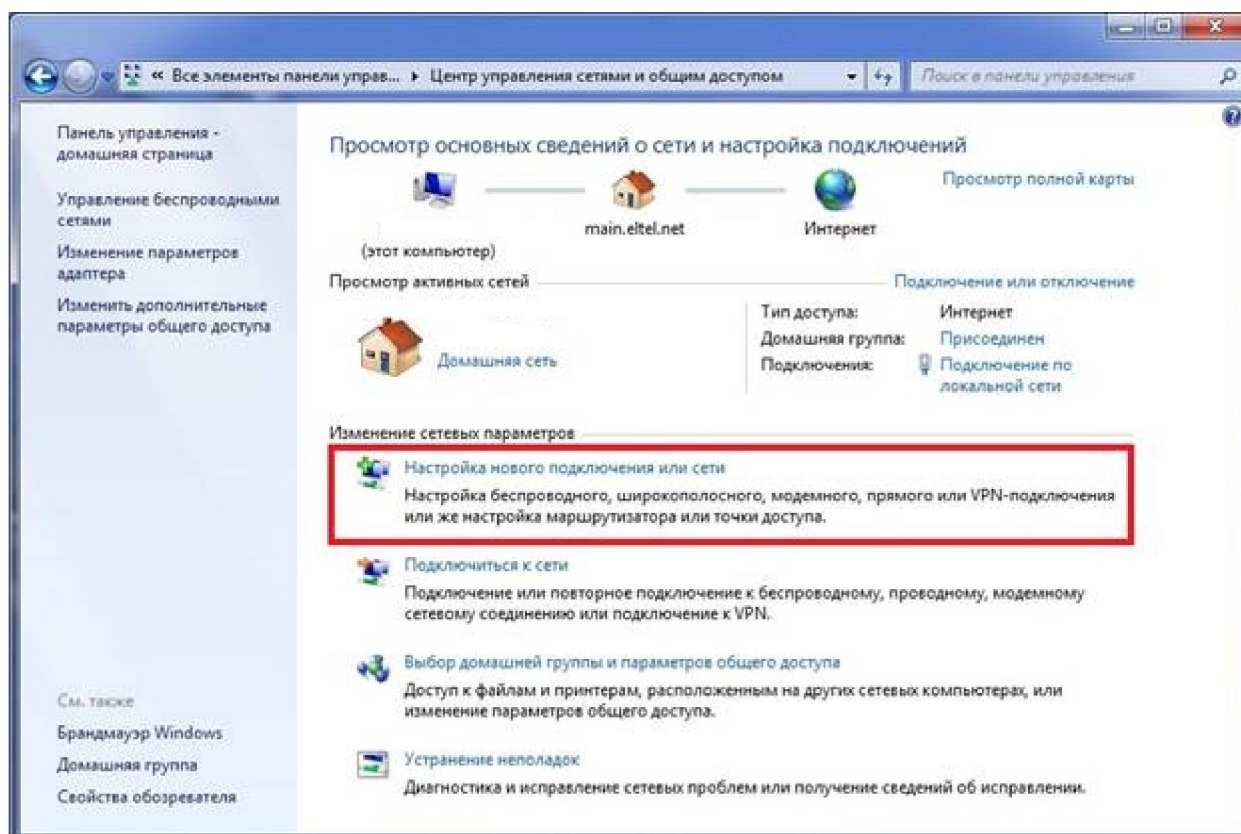 « Все элементы панели управ... ▸ Центр управления сетями и общим доступом
Поиск в панели управления
Панель управления -
домашняя страница
Управление беспроводными
сетями
Изменение параметров
адаптера
Изменить дополнительные
параметры общего доступа
См. также
Брандмауэр Windows
Домашняя группа
Свойства обозревателя
Просмотр основных сведений о сети и настройка подключений
Просмотр полной карты
(этот компьютер)
main.eltel.net
Интернет
Просмотр активных сетей
Подключение или отключение
Домашняя сеть
Тип доступа: Интернет
Домашняя группа: Присоединен
Подключения: Подключение по
локальной сети
Изменение сетевых параметров
Настройка нового подключения или сети
Настройка беспроводного, широкополосного, модемного, прямого или VPN-подключения
или же настройка маршрутизатора или точки доступа.
Подключиться к сети
Подключение или повторное подключение к беспроводному, проводному, модемному
сетевому соединению или подключение к VPN.
Выбор домашней группы и параметров общего доступа
Доступ к файлам и принтерам, расположенным на других сетевых компьютерах, или
изменение параметров общего доступа.
Устранение неполадок
Диагностика и исправление сетевых проблем или получение сведений об исправлении.